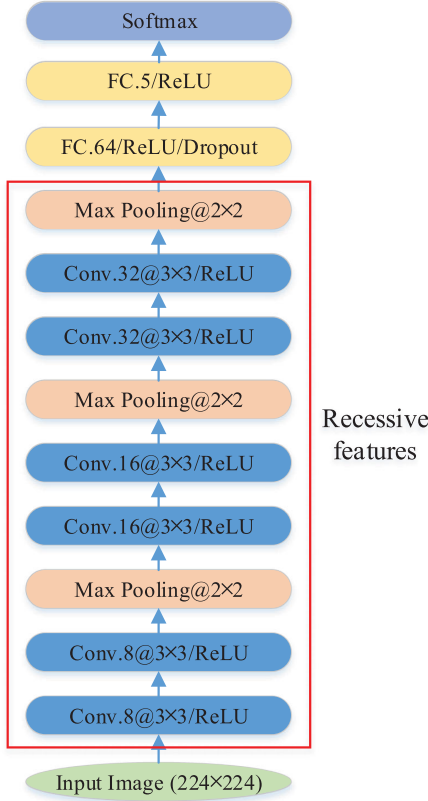 Softmax
FC.5/ReLU
FC.64/ReLU/Dropout
Max Pooling@2×2
Conv.32@3×3/ReLU
Conv.32@3×3/ReLU
Max Pooling@2×2
Conv.16@3×3/ReLU
Conv.16@3×3/ReLU
Max Pooling@2×2
Conv.8@3×3/ReLU
Conv.8@3×3/ReLU
Input Image (224×224)
Recessive
features